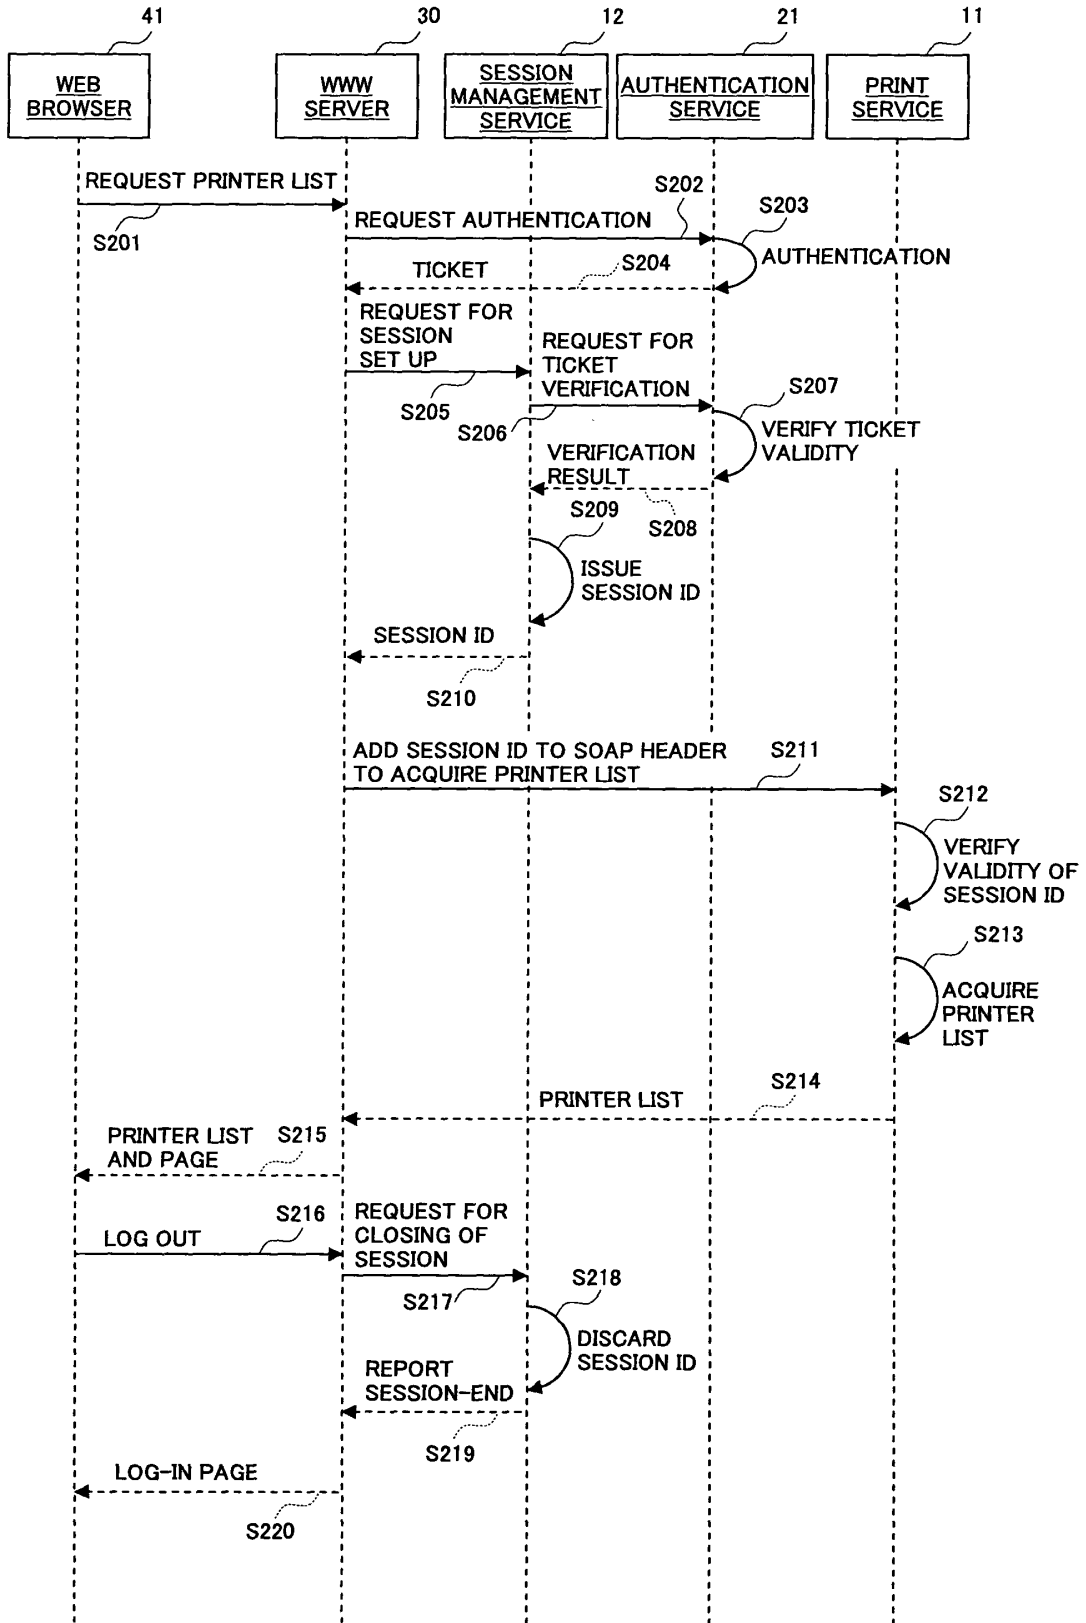 41
30
12
21
11
WEB
BROWSER
WWW
SERVER
SESSION
MANAGEMENT
SERVICE
AUTHENTICATION
SERVICE
PRINT
SERVICE
REQUEST PRINTER LIST
S201
S202
REQUEST AUTHENTICATION
S203
AUTHENTICATION
S204
TICKET
REQUEST FOR
SESSION
SET UP
S205
REQUEST FOR
TICKET
VERIFICATION
S206
S207
VERIFY TICKET
VALIDITY
VERIFICATION
RESULT
S208
S209
ISSUE
SESSION ID
SESSION ID
S210
ADD SESSION ID TO SOAP HEADER
TO ACQUIRE PRINTER LIST
S211
S212
VERIFY
VALIDITY OF
SESSION ID
S213
ACQUIRE
PRINTER
LIST
S214
PRINTER LIST
PRINTER LIST
AND PAGE
S215
LOG OUT
S216
REQUEST FOR
CLOSING OF
SESSION
S217
S218
DISCARD
SESSION ID
REPORT
SESSION-END
S219
LOG-IN PAGE
S220